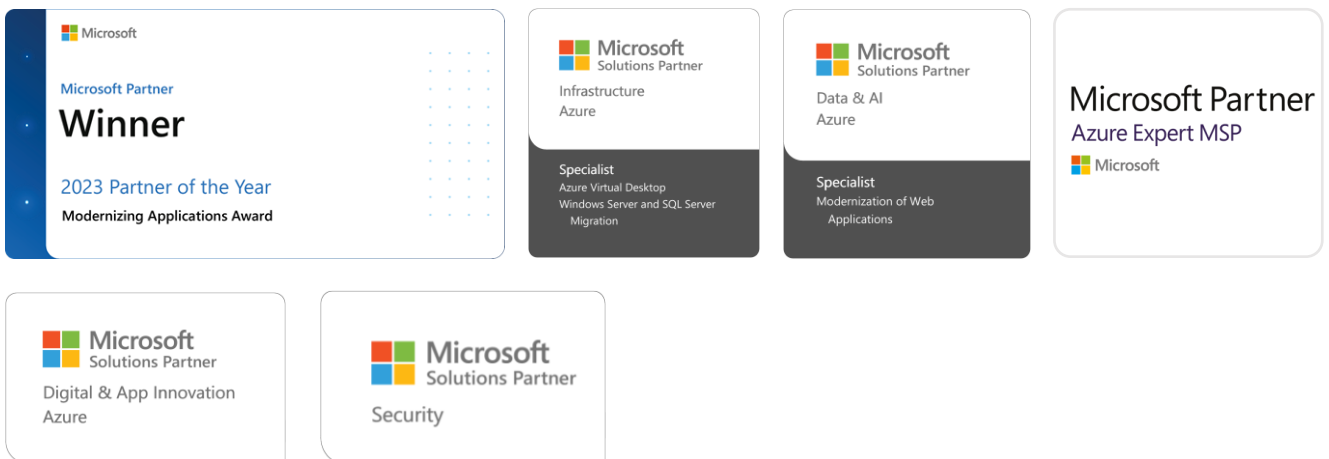 Microsoft
Microsoft Partner
Winner
2023 Partner of the Year
Modernizing Applications Award
Microsoft
Solutions Partner
Infrastructure
Azure
Specialist
Azure Virtual Desktop
Windows Server and SQL Server
Migration
Microsoft
Solutions Partner
Data & AI
Azure
Specialist
Modernization of Web
Applications
Microsoft Partner
Azure Expert MSP
Microsoft
Microsoft
Solutions Partner
Digital & App Innovation
Azure
Microsoft
Solutions Partner
Security